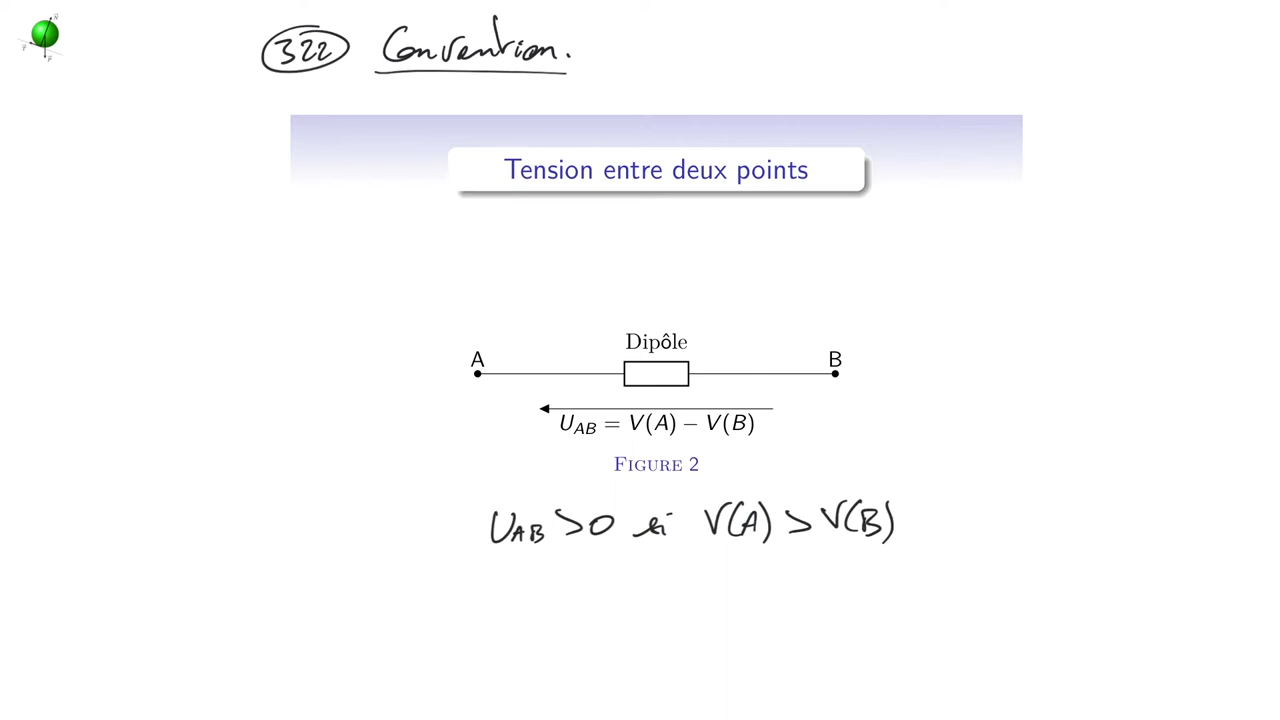 322 Convention.
Tension entre deux points
Dipôle
A B
U_AB = V(A) − V(B)
FIGURE 2
U_AB > 0 si V(A) > V(B)